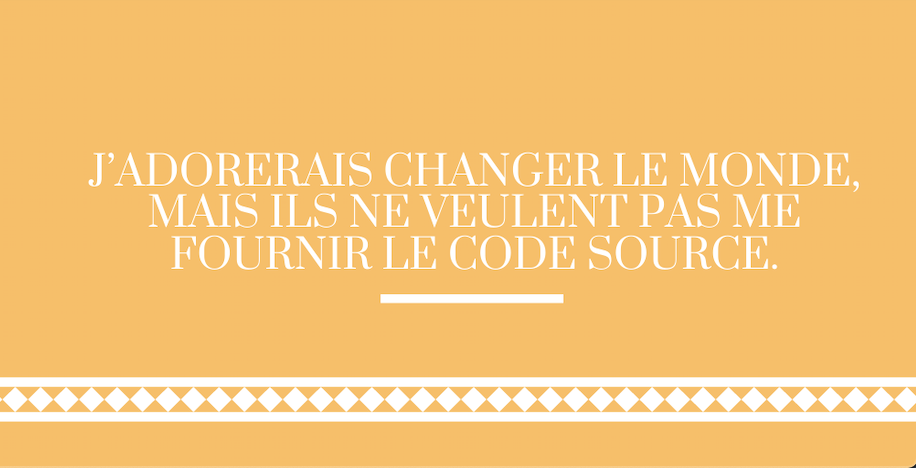 J’ADORERAIS CHANGER LE MONDE,
MAIS ILS NE VEULENT PAS ME
FOURNIR LE CODE SOURCE.